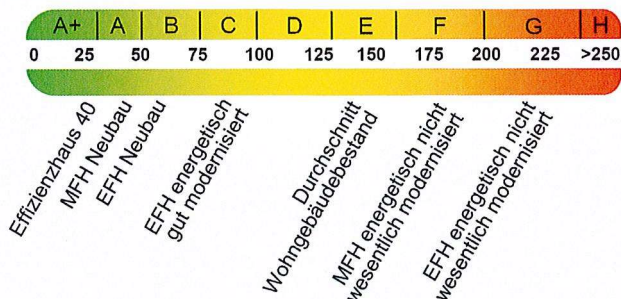 A+ A B C D E F G H
0 25 50 75 100 125 150 175 200 225 >250
Effizienzhaus 40
MFH Neubau
EFH Neubau
EFH energetisch
gut modernisiert
Durchschnitt
Wohngebäudebestand
MFH energetisch nicht
wesentlich modernisiert
EFH energetisch nicht
wesentlich modernisiert